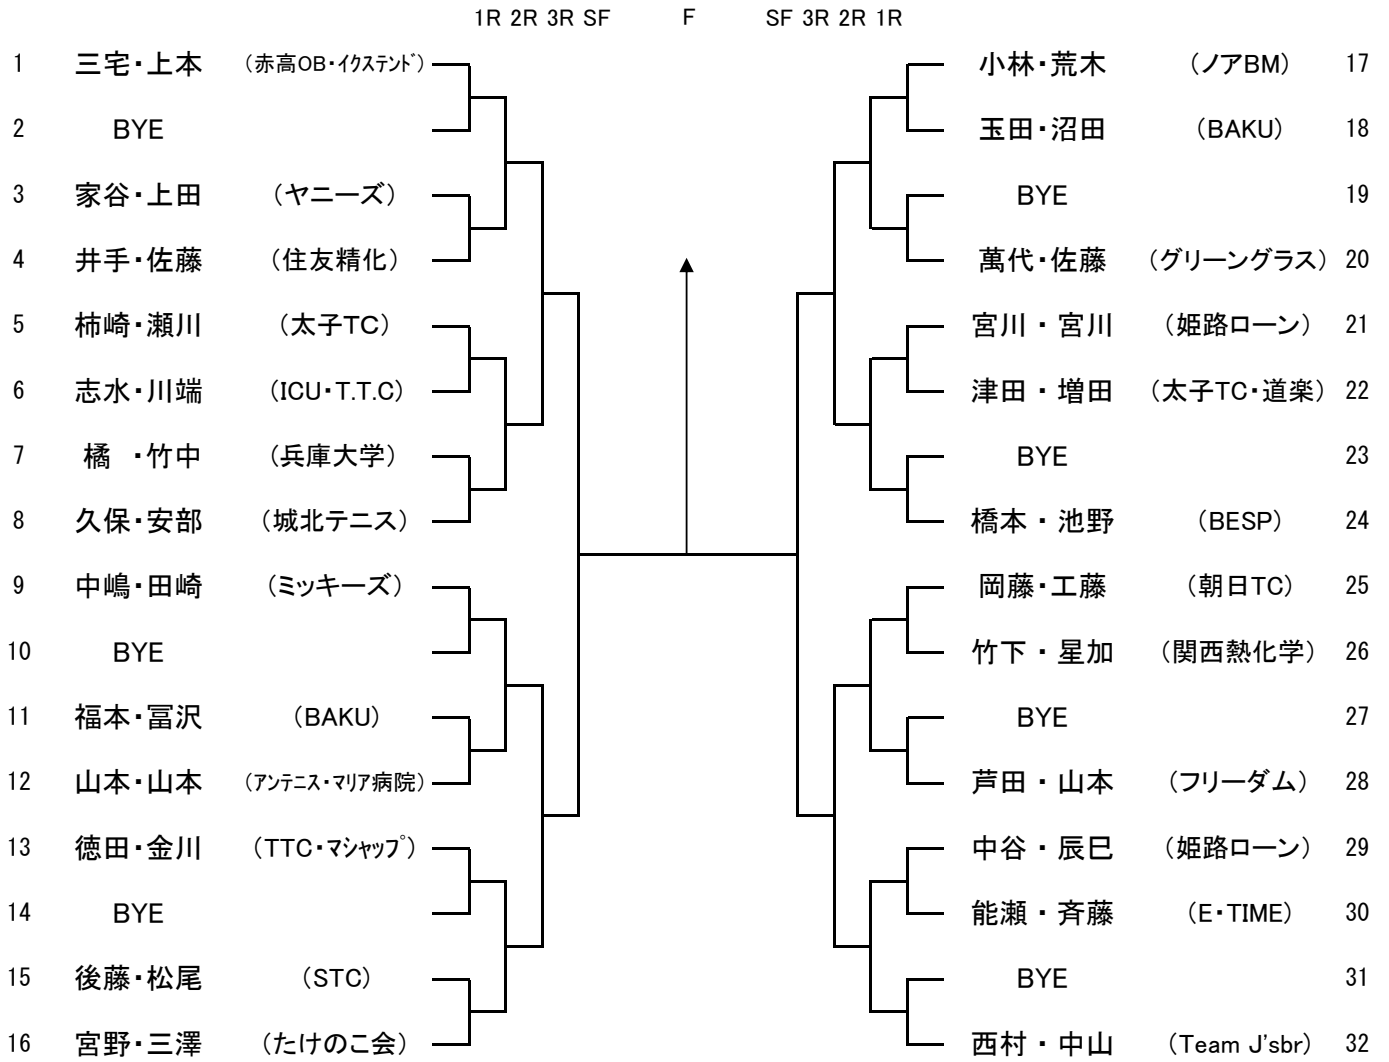 1R 2R 3R SF F SF 3R 2R 1R
1 三宅・上本 (赤高OB・イクステンド) 小林・荒木 (ノアBM) 17
2 BYE 玉田・沼田 (BAKU) 18
3 家谷・上田 (ヤニーズ) BYE 19
4 井手・佐藤 (住友精化) 萬代・佐藤 (グリーングラス) 20
5 柿崎・瀬川 (太子TC) 宮川・宮川 (姫路ローン) 21
6 志水・川端 (ICU・T.T.C) 津田・増田 (太子TC・道楽) 22
7 橘 ・竹中 (兵庫大学) BYE 23
8 久保・安部 (城北テニス) 橋本・池野 (BESP) 24
9 中嶋・田崎 (ミッキーズ) 岡藤・工藤 (朝日TC) 25
10 BYE 竹下・星加 (関西熱化学) 26
11 福本・冨沢 (BAKU) BYE 27
12 山本・山本 (アンテニス・マリア病院) 芦田・山本 (フリーダム) 28
13 徳田・金川 (TTC・マシャップ) 中谷・辰巳 (姫路ローン) 29
14 BYE 能瀬・斉藤 (E・TIME) 30
15 後藤・松尾 (STC) BYE 31
16 宮野・三澤 (たけのこ会) 西村・中山 (Team J'sbr) 32